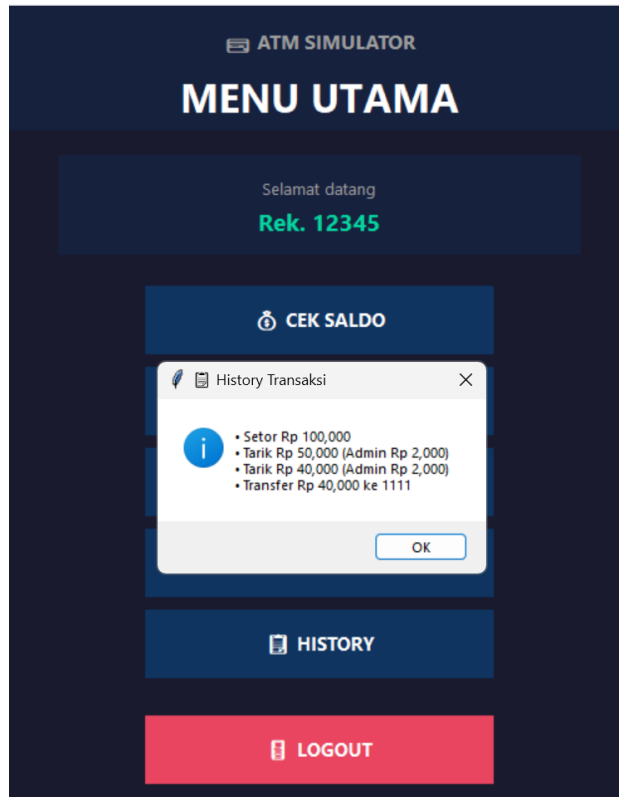 ATM SIMULATOR
MENU UTAMA
Selamat datang
Rek. 12345
CEK SALDO
History Transaksi
• Setor Rp 100,000
• Tarik Rp 50,000 (Admin Rp 2,000)
• Tarik Rp 40,000 (Admin Rp 2,000)
• Transfer Rp 40,000 ke 1111
OK
HISTORY
LOGOUT